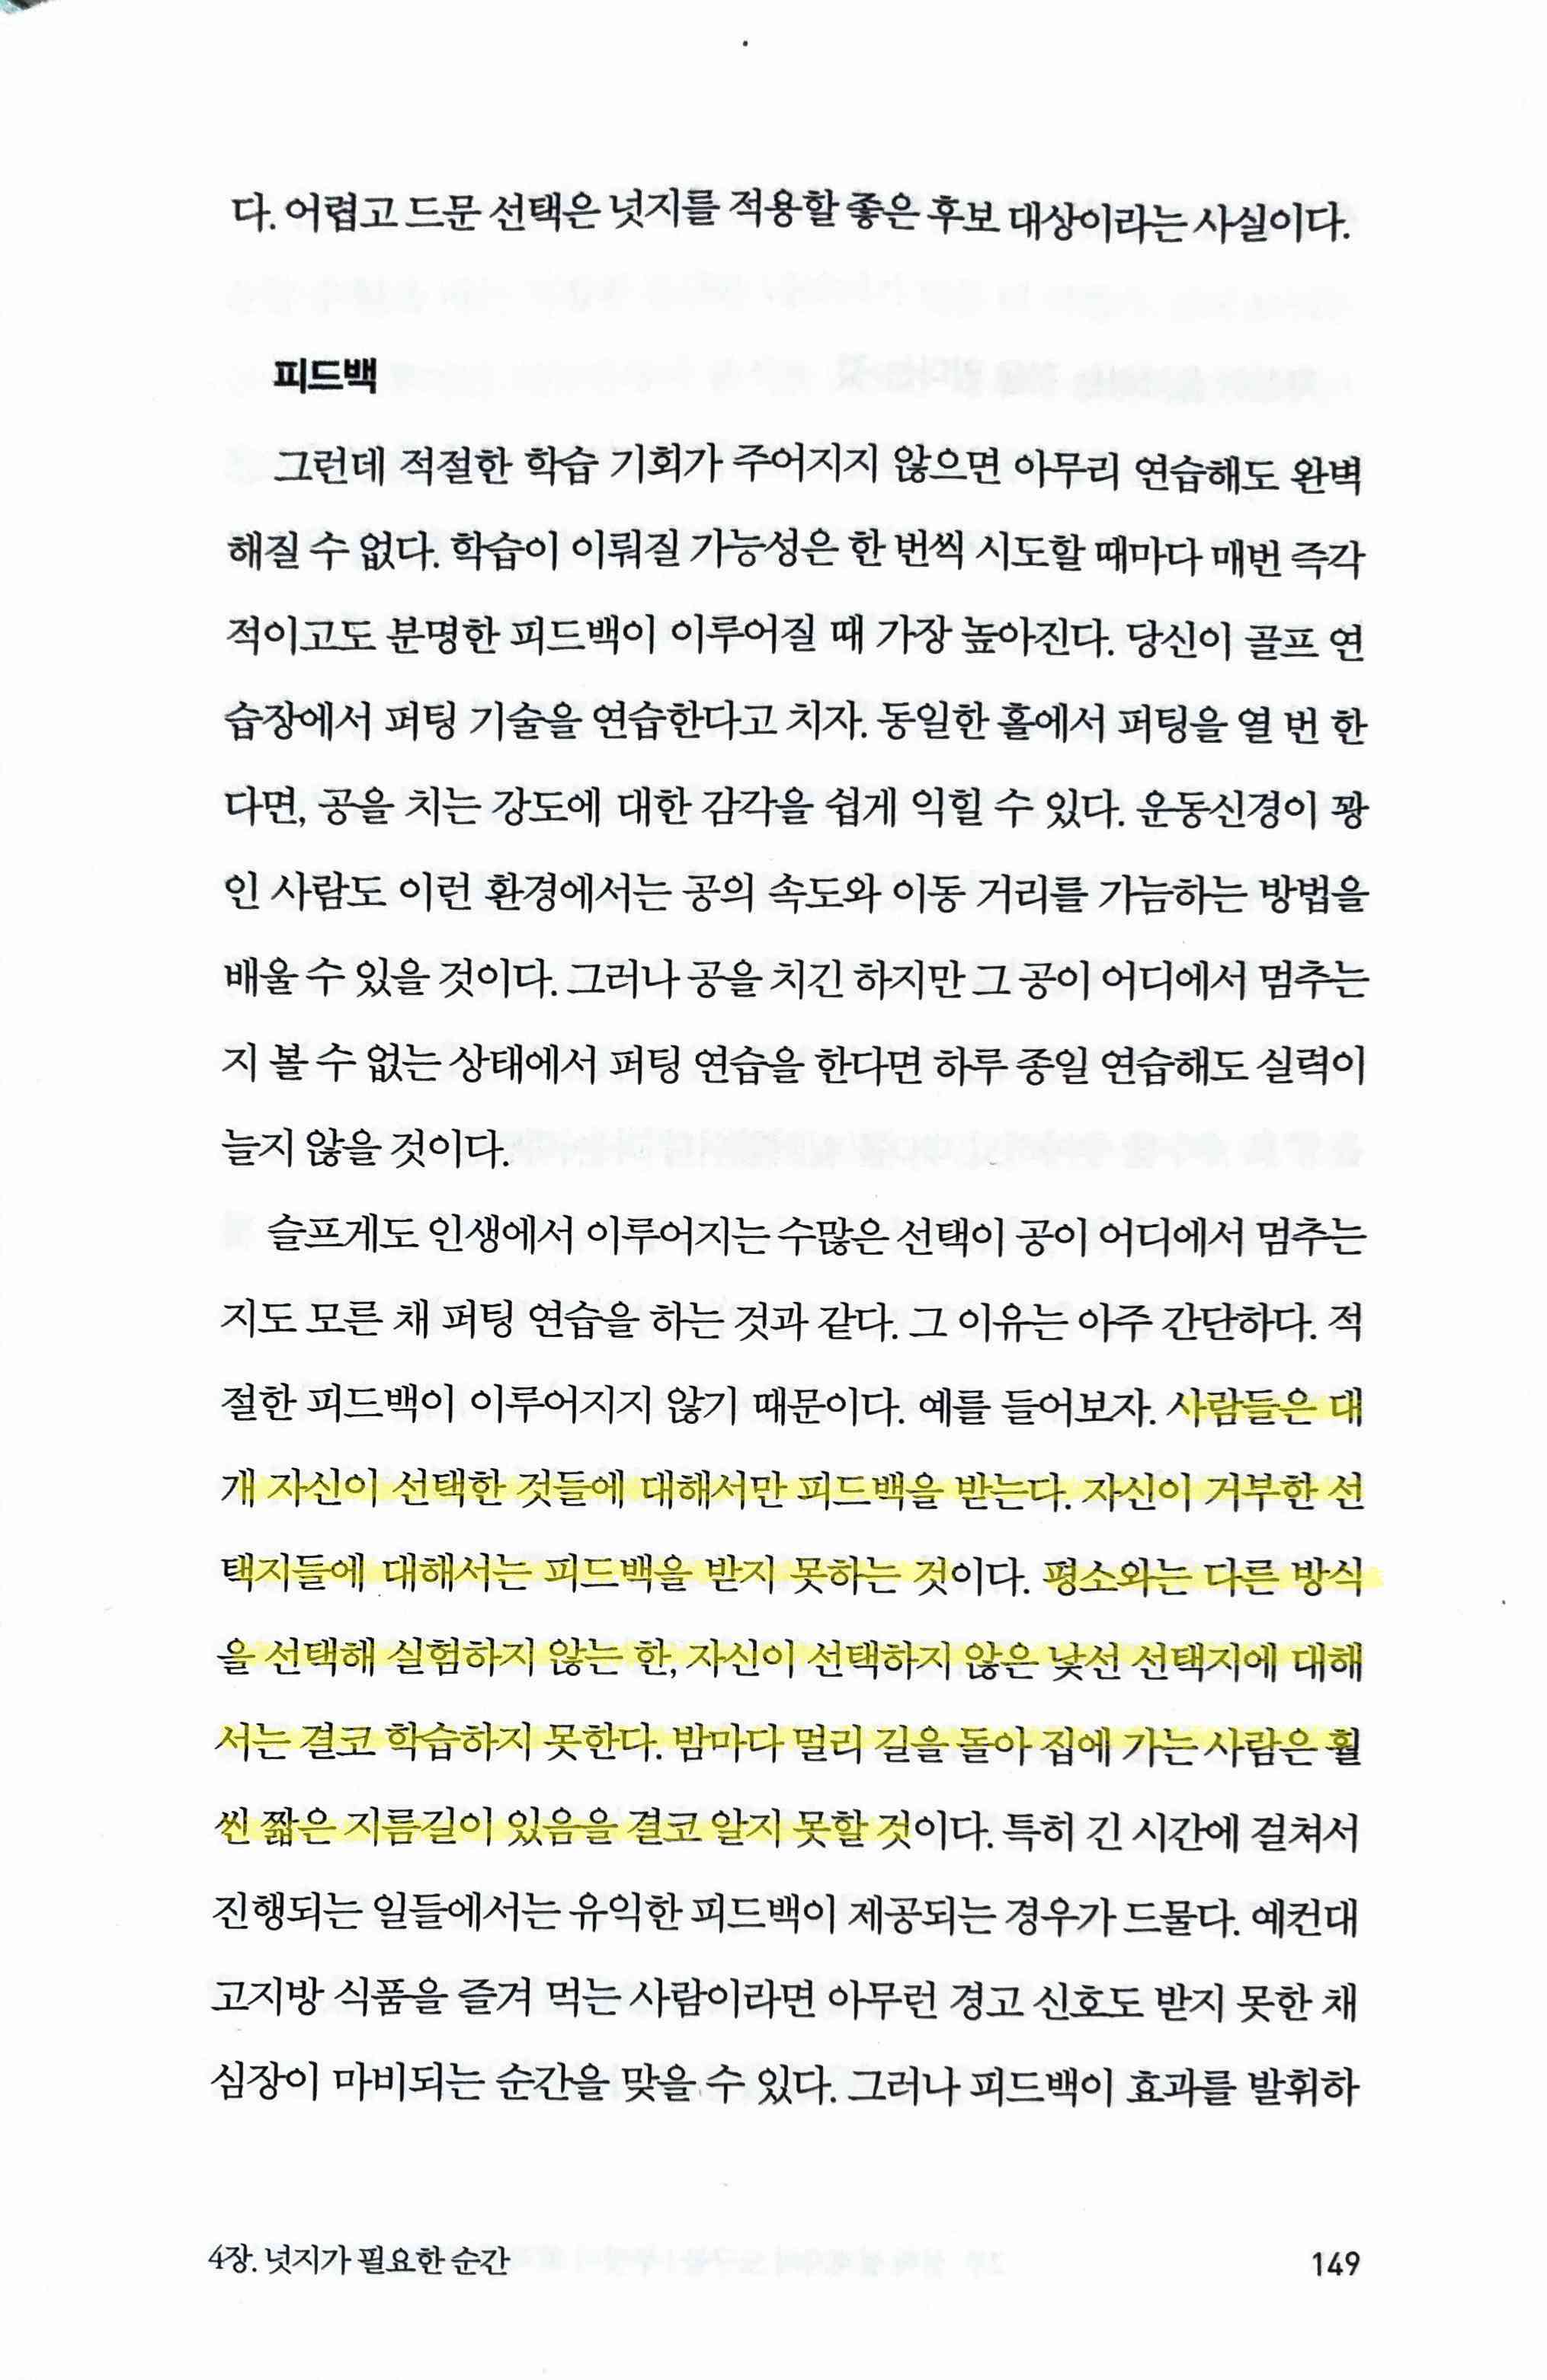 다. 어렵고 드문 선택은 넛지를 적용할 좋은 후보 대상이라는 사실이다.
피드백
그런데 적절한 학습 기회가 주어지지 않으면 아무리 연습해도 완벽
해질 수 없다. 학습이 이뤄질 가능성은 한 번씩 시도할 때마다 매번 즉각
적이고도 분명한 피드백이 이루어질 때 가장 높아진다. 당신이 골프 연
습장에서 퍼팅 기술을 연습한다고 치자. 동일한 홀에서 퍼팅을 열 번 한
다면, 공을 치는 강도에 대한 감각을 쉽게 익힐 수 있다. 운동신경이 꽝
인 사람도 이런 환경에서는 공의 속도와 이동 거리를 가늠하는 방법을
배울 수 있을 것이다. 그러나 공을 치긴 하지만 그 공이 어디에서 멈추는
지 볼 수 없는 상태에서 퍼팅 연습을 한다면 하루 종일 연습해도 실력이
늘지 않을 것이다.
슬프게도 인생에서 이루어지는 수많은 선택이 공이 어디에서 멈추는
지도 모른 채 퍼팅 연습을 하는 것과 같다. 그 이유는 아주 간단하다. 적
절한 피드백이 이루어지지 않기 때문이다. 예를 들어보자. 사람들은 대
개 자신이 선택한 것들에 대해서만 피드백을 받는다. 자신이 거부한 선
택지들에 대해서는 피드백을 받지 못하는 것이다. 평소와는 다른 방식
을 선택해 실험하지 않는 한, 자신이 선택하지 않은 낯선 선택지에 대해
서는 결코 학습하지 못한다. 밤마다 멀리 길을 돌아 집에 가는 사람은 훨
씬 짧은 지름길이 있음을 결코 알지 못할 것이다. 특히 긴 시간에 걸쳐서
진행되는 일들에서는 유익한 피드백이 제공되는 경우가 드물다. 예컨대
고지방 식품을 즐겨 먹는 사람이라면 아무런 경고 신호도 받지 못한 채
심장이 마비되는 순간을 맞을 수 있다. 그러나 피드백이 효과를 발휘하
4장. 넛지가 필요한 순간 149